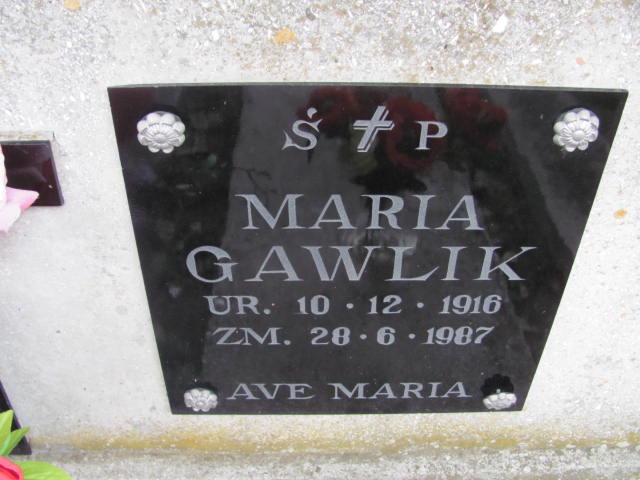 Ś P
MARIA
GAWLIK
UR. 10 · 12 · 1916
ZM. 28 · 6 · 1987
AVE MARIA